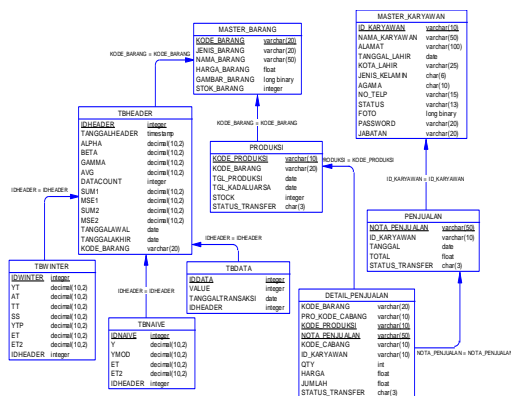 MASTER_BARANG
KODE_BARANG varchar(20)
JENIS_BARANG varchar(20)
NAMA_BARANG varchar(50)
HARGA_BARANG float
GAMBAR_BARANG long binary
STOK_BARANG integer
MASTER_KARYAWAN
ID_KARYAWAN varchar(10)
NAMA_KARYAWAN varchar(50)
ALAMAT varchar(100)
TANGGAL_LAHIR date
KOTA_LAHIR varchar(25)
JENIS_KELAMIN char(6)
AGAMA char(10)
NO_TELP varchar(15)
STATUS varchar(13)
FOTO long binary
PASSWORD varchar(20)
JABATAN varchar(20)
KODE_BARANG = KODE_BARANG
TBHEADER
IDHEADER integer
TANGGALHEADER timestamp
ALPHA decimal(10,2)
BETA decimal(10,2)
GAMMA decimal(10,2)
AVG decimal(10,2)
DATACOUNT integer
SUM1 decimal(10,2)
MSE1 decimal(10,2)
SUM2 decimal(10,2)
MSE2 decimal(10,2)
TANGGALAWAL date
TANGGALAKHIR date
KODE_BARANG varchar(20)
KODE_BARANG = KODE_BARANG
PRODUKSI
KODE_PRODUKSI varchar(10)
KODE_BARANG varchar(20)
TGL_PRODUKSI date
TGL_KADALUARSA date
STOCK integer
STATUS_TRANSFER char(3)
PRODUKSI = KODE_PRODUKSI
ID_KARYAWAN = ID_KARYAWAN
PENJUALAN
NOTA_PENJUALAN varchar(50)
ID_KARYAWAN varchar(10)
TANGGAL date
TOTAL float
STATUS_TRANSFER char(3)
IDHEADER = IDHEADER
IDHEADER = IDHEADER
IDHEADER = IDHEADER
TBWINTER
IDWINTER integer
YT decimal(10,2)
AT decimal(10,2)
TT decimal(10,2)
SS decimal(10,2)
YTP decimal(10,2)
ET decimal(10,2)
ET2 decimal(10,2)
IDHEADER integer
TBDATA
IDDATA integer
VALUE integer
TANGGALTRANSAKSI date
IDHEADER integer
TBNAIVE
IDNAIVE integer
Y decimal(10,2)
YMOD decimal(10,2)
ET decimal(10,2)
ET2 decimal(10,2)
IDHEADER integer
DETAIL_PENJUALAN
KODE_BARANG varchar(20)
PRO_KODE_CABANG varchar(10)
KODE_PRODUKSI varchar(10)
NOTA_PENJUALAN varchar(50)
KODE_CABANG varchar(10)
ID_KARYAWAN varchar(10)
QTY int
HARGA float
JUMLAH float
STATUS_TRANSFER char(3)
NOTA_PENJUALAN = NOTA_PENJUALAN